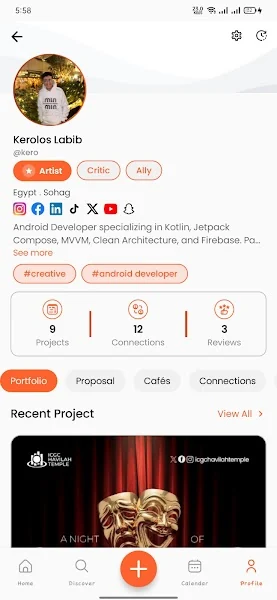 5:58
Kerolos Labib
@kero
Artist
Critic
Ally
Egypt . Sohag
Android Developer specializing in Kotlin, Jetpack
Compose, MVVM, Clean Architecture, and Firebase. Pa...
See more
#creative
#android developer
9
Projects
12
Connections
3
Reviews
Portfolio
Proposal
Cafés
Connections
Recent Project
View All >
ICGC
HAVILAH
TEMPLE
icgchavilahtemple
A NIGHT OF
Home
Discover
Calendar
Profile